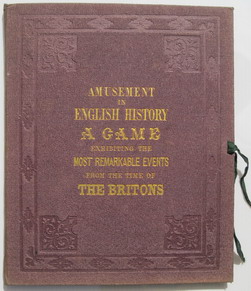 AMUSEMENT
IN
ENGLISH HISTORY
A GAME
EXHIBITING THE
MOST REMARKABLE EVENTS
FROM THE TIME OF
THE BRITONS